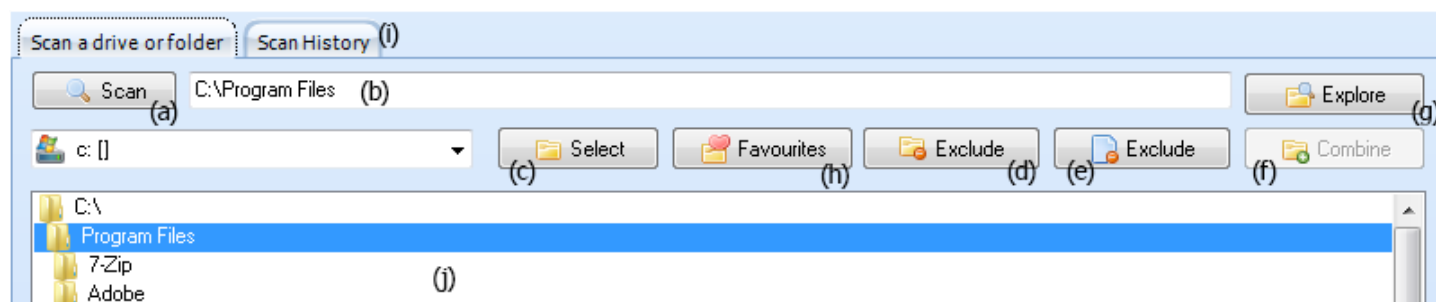 Scan a drive or folder Scan History (i)
Scan (a) C:\Program Files (b) Explore (g)
c: [] Select (c) Favourites (h) Exclude (d) Exclude (e) Combine (f)
C:\
Program Files
7-Zip
Adobe (j)